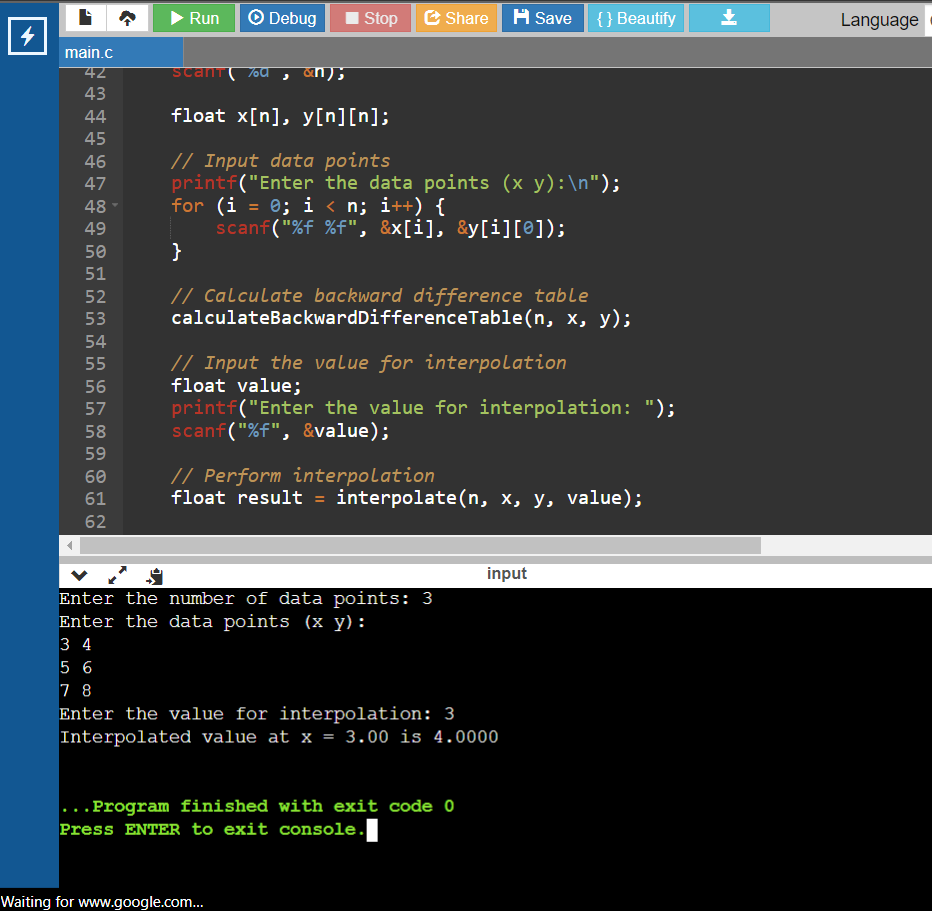 Run Debug Stop Share Save { } Beautify Language
main.c
42 scanf("%d", &n);
43
44 float x[n], y[n][n];
45
46 // Input data points
47 printf("Enter the data points (x y):\n");
48 for (i = 0; i < n; i++) {
49 scanf("%f %f", &x[i], &y[i][0]);
50 }
51
52 // Calculate backward difference table
53 calculateBackwardDifferenceTable(n, x, y);
54
55 // Input the value for interpolation
56 float value;
57 printf("Enter the value for interpolation: ");
58 scanf("%f", &value);
59
60 // Perform interpolation
61 float result = interpolate(n, x, y, value);
62
input
Enter the number of data points: 3
Enter the data points (x y):
3 4
5 6
7 8
Enter the value for interpolation: 3
Interpolated value at x = 3.00 is 4.0000
...Program finished with exit code 0
Press ENTER to exit console.
Waiting for www.google.com...